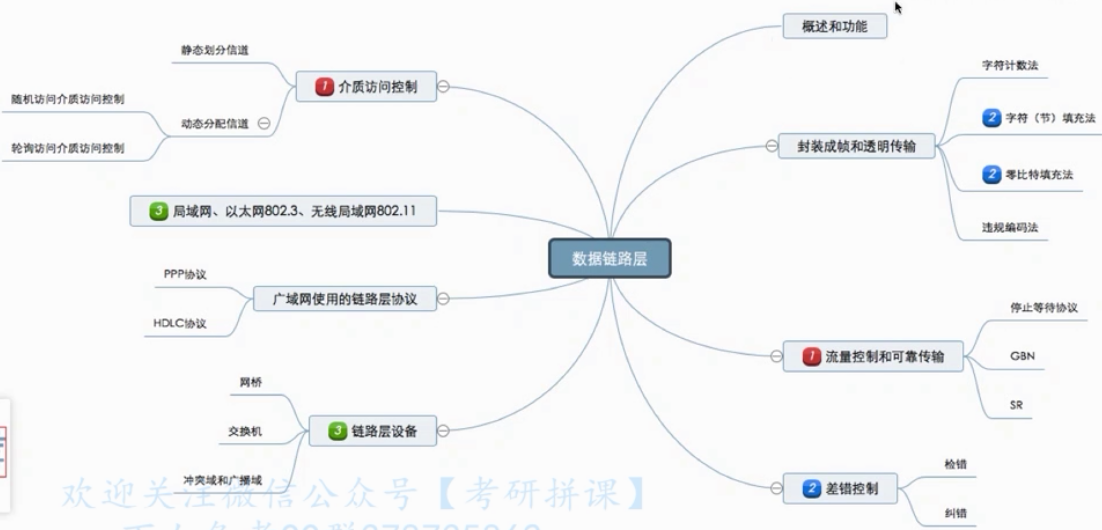 数据链路层
概述和功能
封装成帧和透明传输
字符计数法
2 字符（节）填充法
2 零比特填充法
违规编码法
1 流量控制和可靠传输
停止等待协议
GBN
SR
2 差错控制
检错
纠错
1 介质访问控制
静态划分信道
动态分配信道
随机访问介质访问控制
轮询访问介质访问控制
3 局域网、以太网802.3、无线局域网802.11
广域网使用的链路层协议
PPP协议
HDLC协议
3 链路层设备
网桥
交换机
冲突域和广播域
欢迎关注微信公众号【考研拼课】